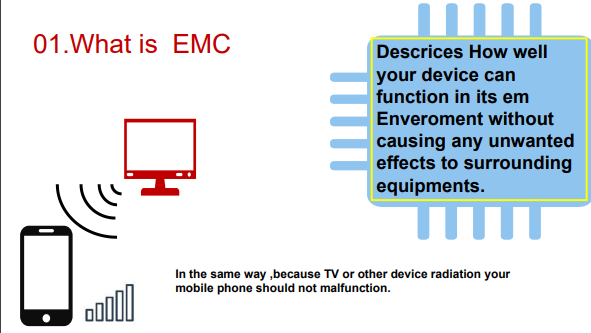 01.What is EMC
Descrices How well
your device can
function in its em
Enveroment without
causing any unwanted
effects to surrounding
equipments.
In the same way ,because TV or other device radiation your
mobile phone should not malfunction.